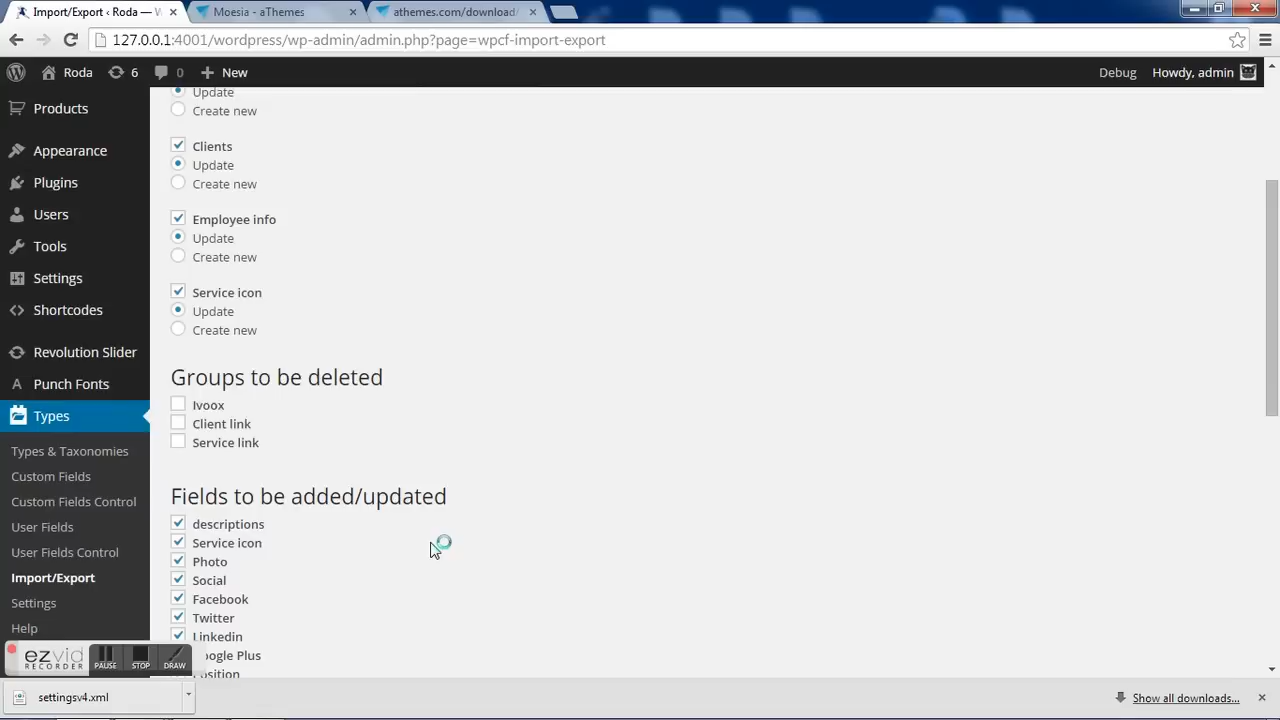 Import/Export ‹ Roda — W
Moesia - aThemes
athemes.com/download/
127.0.0.1:4001/wordpress/wp-admin/admin.php?page=wpcf-import-export
Roda
6
0
New
Debug
Howdy, admin
Products
Appearance
Plugins
Users
Tools
Settings
Shortcodes
Revolution Slider
Punch Fonts
Types
Types & Taxonomies
Custom Fields
Custom Fields Control
User Fields
User Fields Control
Import/Export
Settings
Help
Update
Create new
Clients
Update
Create new
Employee info
Update
Create new
Service icon
Update
Create new
Groups to be deleted
Ivoox
Client link
Service link
Fields to be added/updated
descriptions
Service icon
Photo
Social
Facebook
Twitter
Linkedin
oogle Plus
Position
ezvid
RECORDER
PAUSE
STOP
DRAW
settingsv4.xml
Show all downloads...